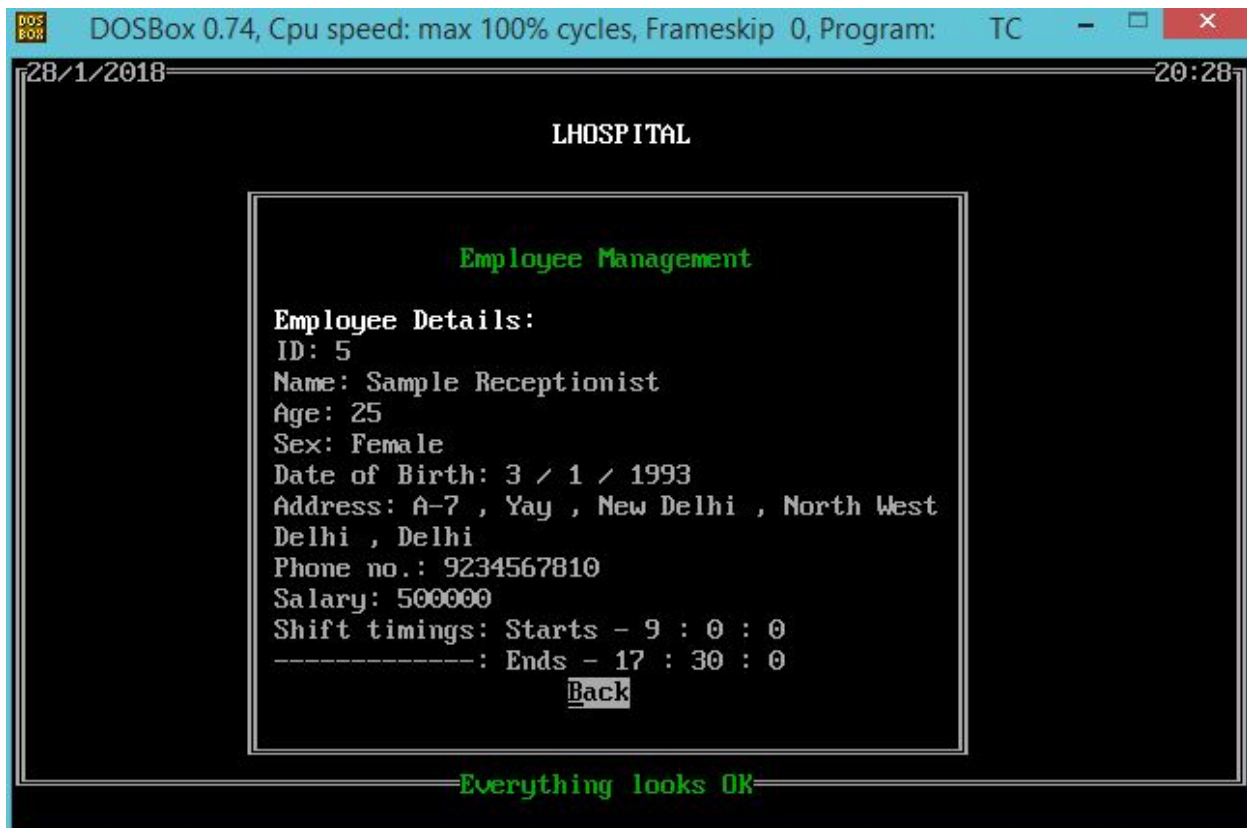 DOS BOX DOSBox 0.74, Cpu speed: max 100% cycles, Frameskip 0, Program: TC
28/1/2018 20:28
LHOSPITAL
Employee Management
Employee Details:
ID: 5
Name: Sample Receptionist
Age: 25
Sex: Female
Date of Birth: 3 / 1 / 1993
Address: A-7 , Yay , New Delhi , North West
Delhi , Delhi
Phone no.: 9234567810
Salary: 500000
Shift timings: Starts - 9 : 0 : 0
-------------: Ends - 17 : 30 : 0
Back
Everything looks OK